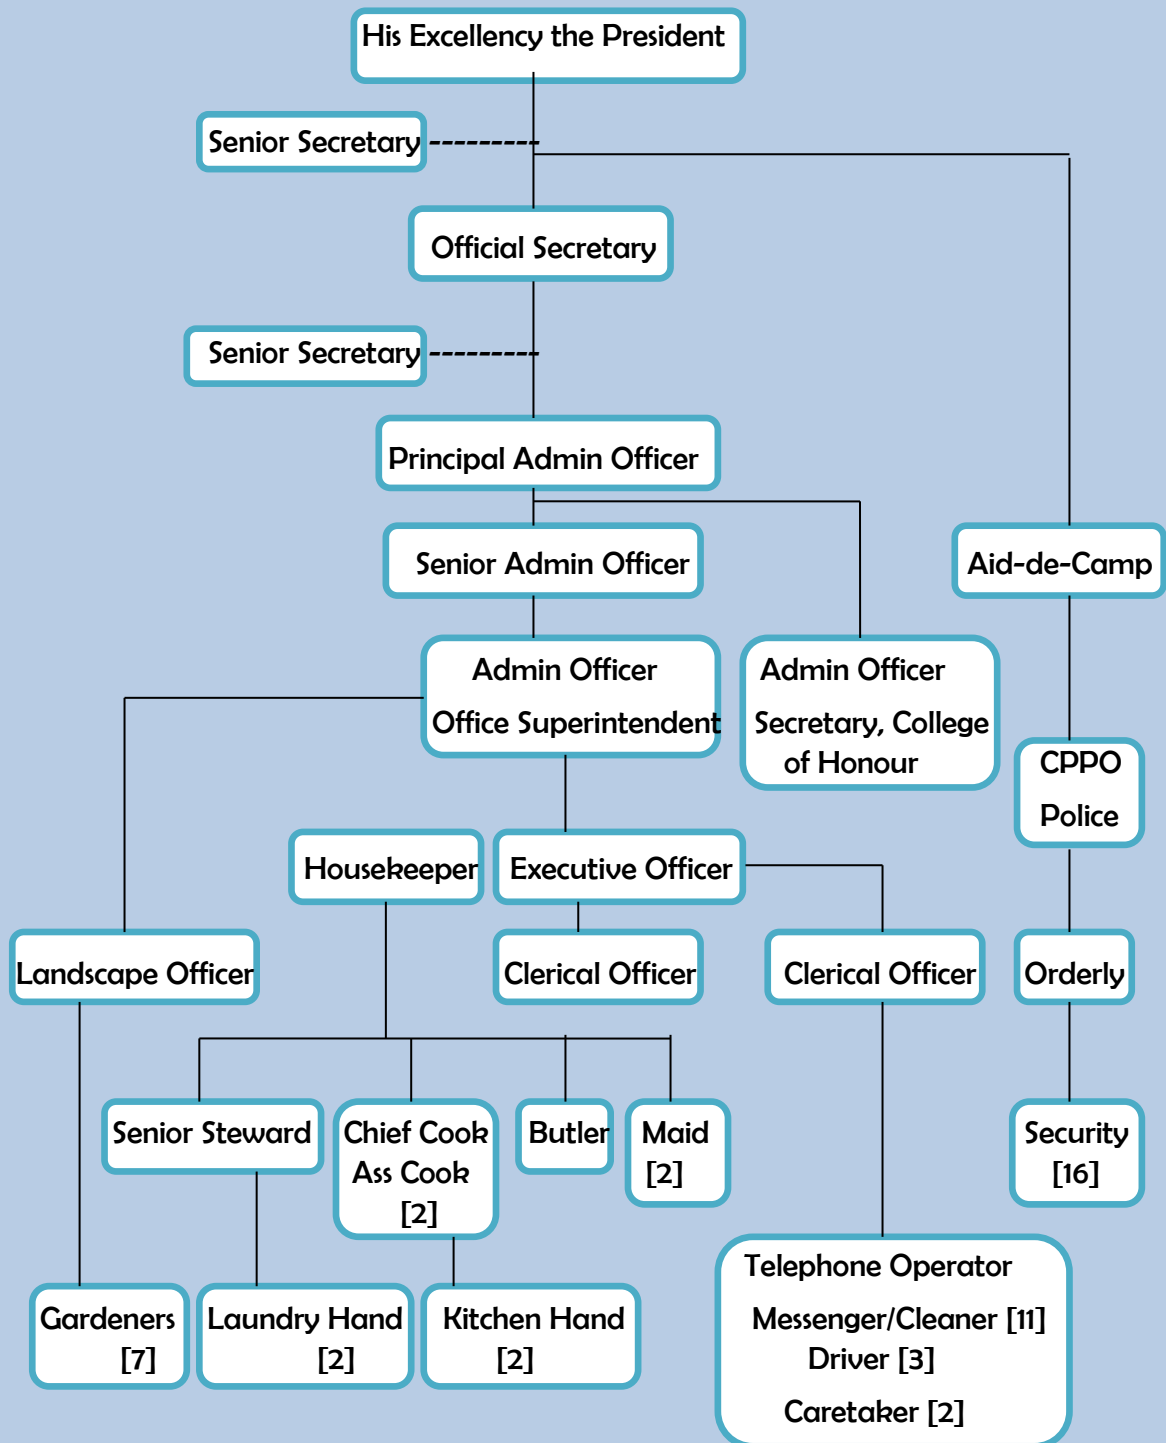 His Excellency the President
Senior Secretary
Official Secretary
Senior Secretary
Principal Admin Officer
Senior Admin Officer
Aid-de-Camp
Admin Officer
Office Superintendent
Admin Officer
Secretary, College
of Honour
CPPO
Police
Housekeeper
Executive Officer
Landscape Officer
Clerical Officer
Clerical Officer
Orderly
Senior Steward
Chief Cook
Ass Cook
[2]
Butler
Maid
[2]
Security
[16]
Gardeners
[7]
Laundry Hand
[2]
Kitchen Hand
[2]
Telephone Operator
Messenger/Cleaner [11]
Driver [3]
Caretaker [2]